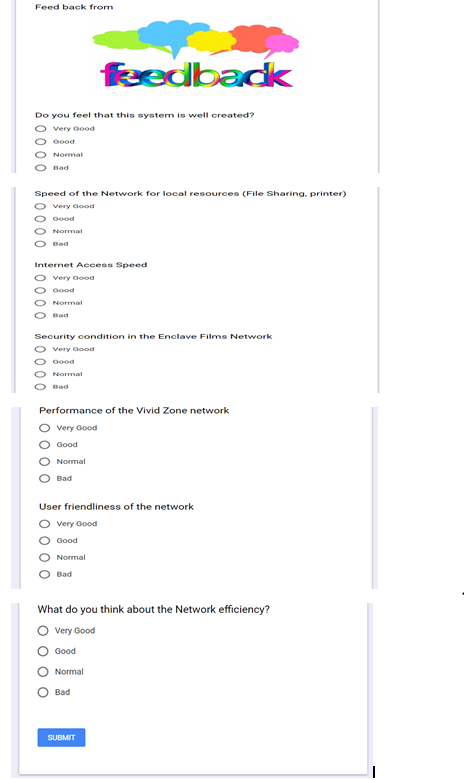 Feed back from
feedback
Do you feel that this system is well created?
Very Good
Good
Normal
Bad
Speed of the Network for local resources (File Sharing, printer)
Very Good
Good
Normal
Bad
Internet Access Speed
Very Good
Good
Normal
Bad
Security condition in the Enclave Films Network
Very Good
Good
Normal
Bad
Performance of the Vivid Zone network
Very Good
Good
Normal
Bad
User friendliness of the network
Very Good
Good
Normal
Bad
What do you think about the Network efficiency?
Very Good
Good
Normal
Bad
SUBMIT